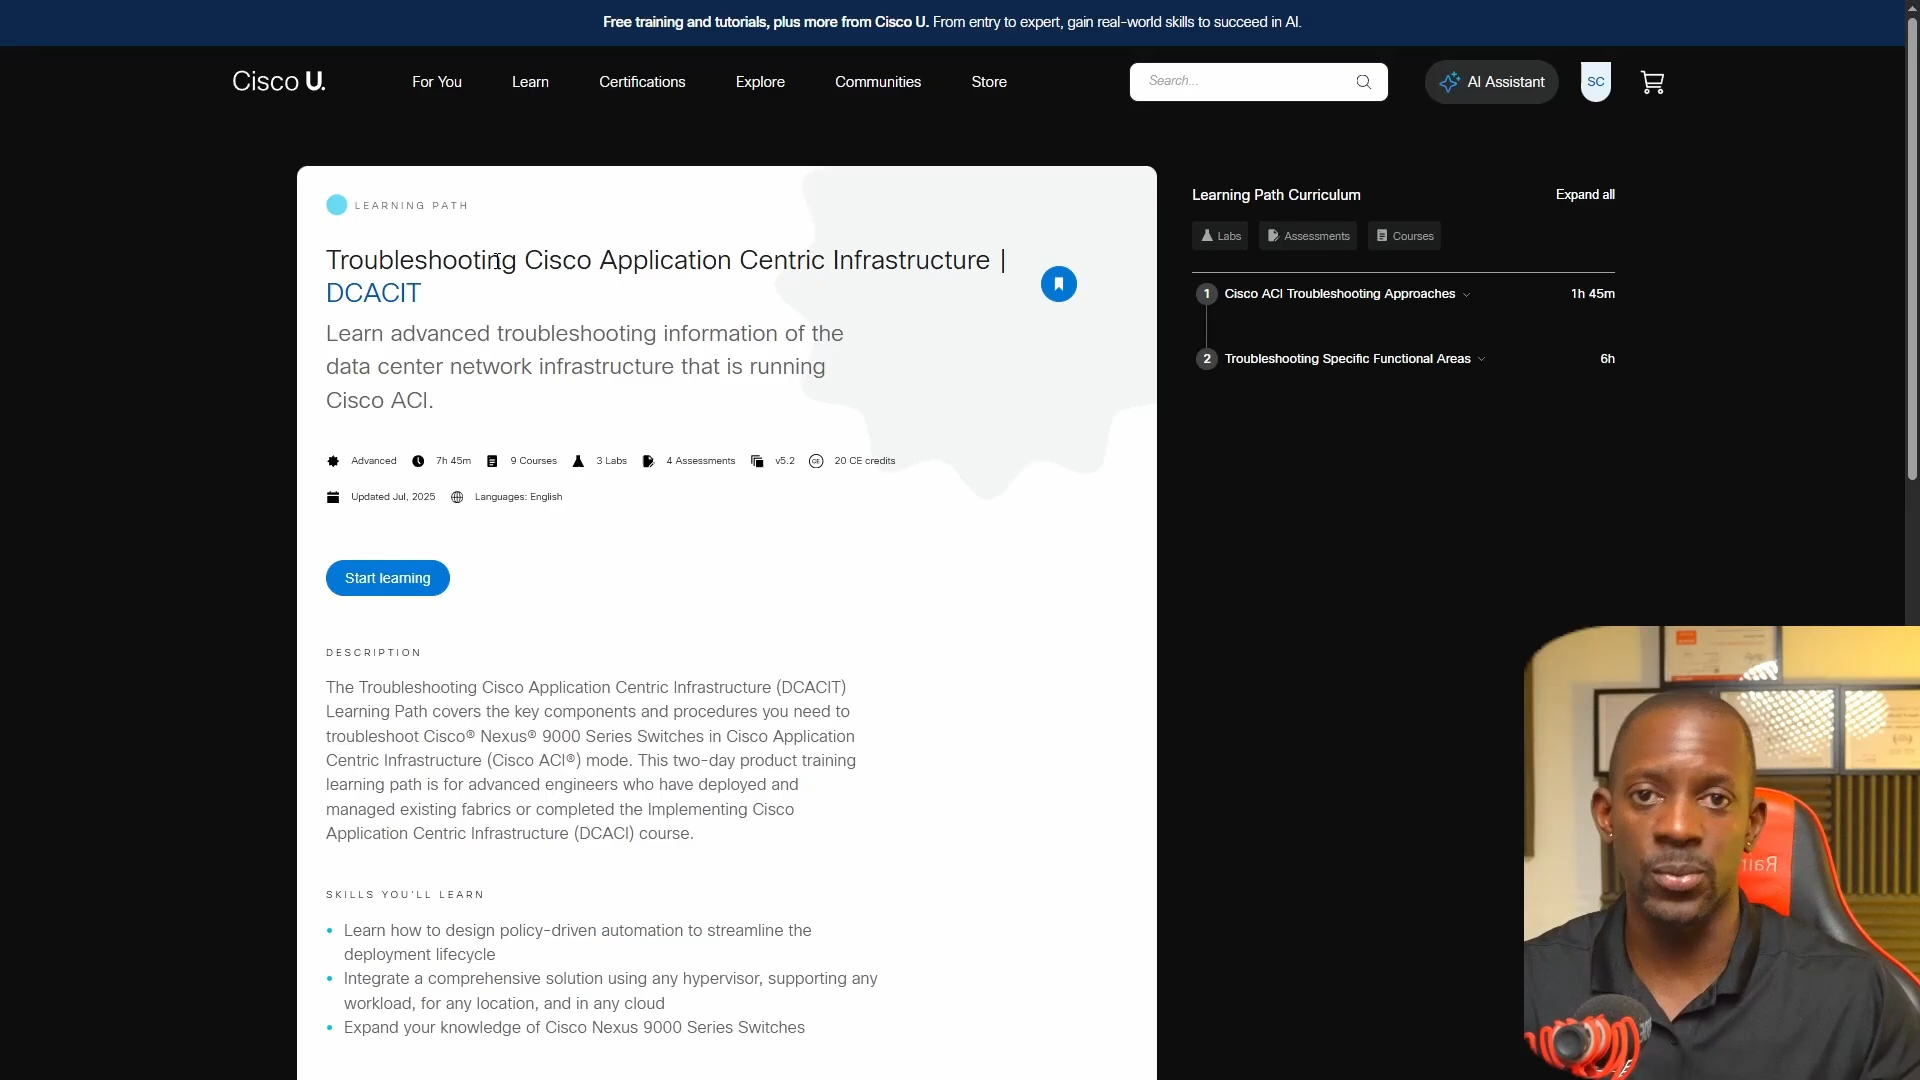 Free training and tutorials, plus more from Cisco U. From entry to expert, gain real-world skills to succeed in AI.
Cisco U.
For You
Learn
Certifications
Explore
Communities
Store
Search...
AI Assistant
SC
LEARNING PATH
Troubleshooting Cisco Application Centric Infrastructure |
DCACIT
Learn advanced troubleshooting information of the
data center network infrastructure that is running
Cisco ACI.
Advanced 7h 45m 9 Courses 3 Labs 4 Assessments v5.2 CE 20 CE credits
Updated Jul, 2025 Languages: English
Start learning
DESCRIPTION
The Troubleshooting Cisco Application Centric Infrastructure (DCACIT)
Learning Path covers the key components and procedures you need to
troubleshoot Cisco® Nexus® 9000 Series Switches in Cisco Application
Centric Infrastructure (Cisco ACI®) mode. This two-day product training
learning path is for advanced engineers who have deployed and
managed existing fabrics or completed the Implementing Cisco
Application Centric Infrastructure (DCACI) course.
SKILLS YOU'LL LEARN
• Learn how to design policy-driven automation to streamline the
deployment lifecycle
• Integrate a comprehensive solution using any hypervisor, supporting any
workload, for any location, and in any cloud
• Expand your knowledge of Cisco Nexus 9000 Series Switches
Learning Path Curriculum
Expand all
Labs
Assessments
Courses
1 Cisco ACI Troubleshooting Approaches 1h 45m
2 Troubleshooting Specific Functional Areas 6h